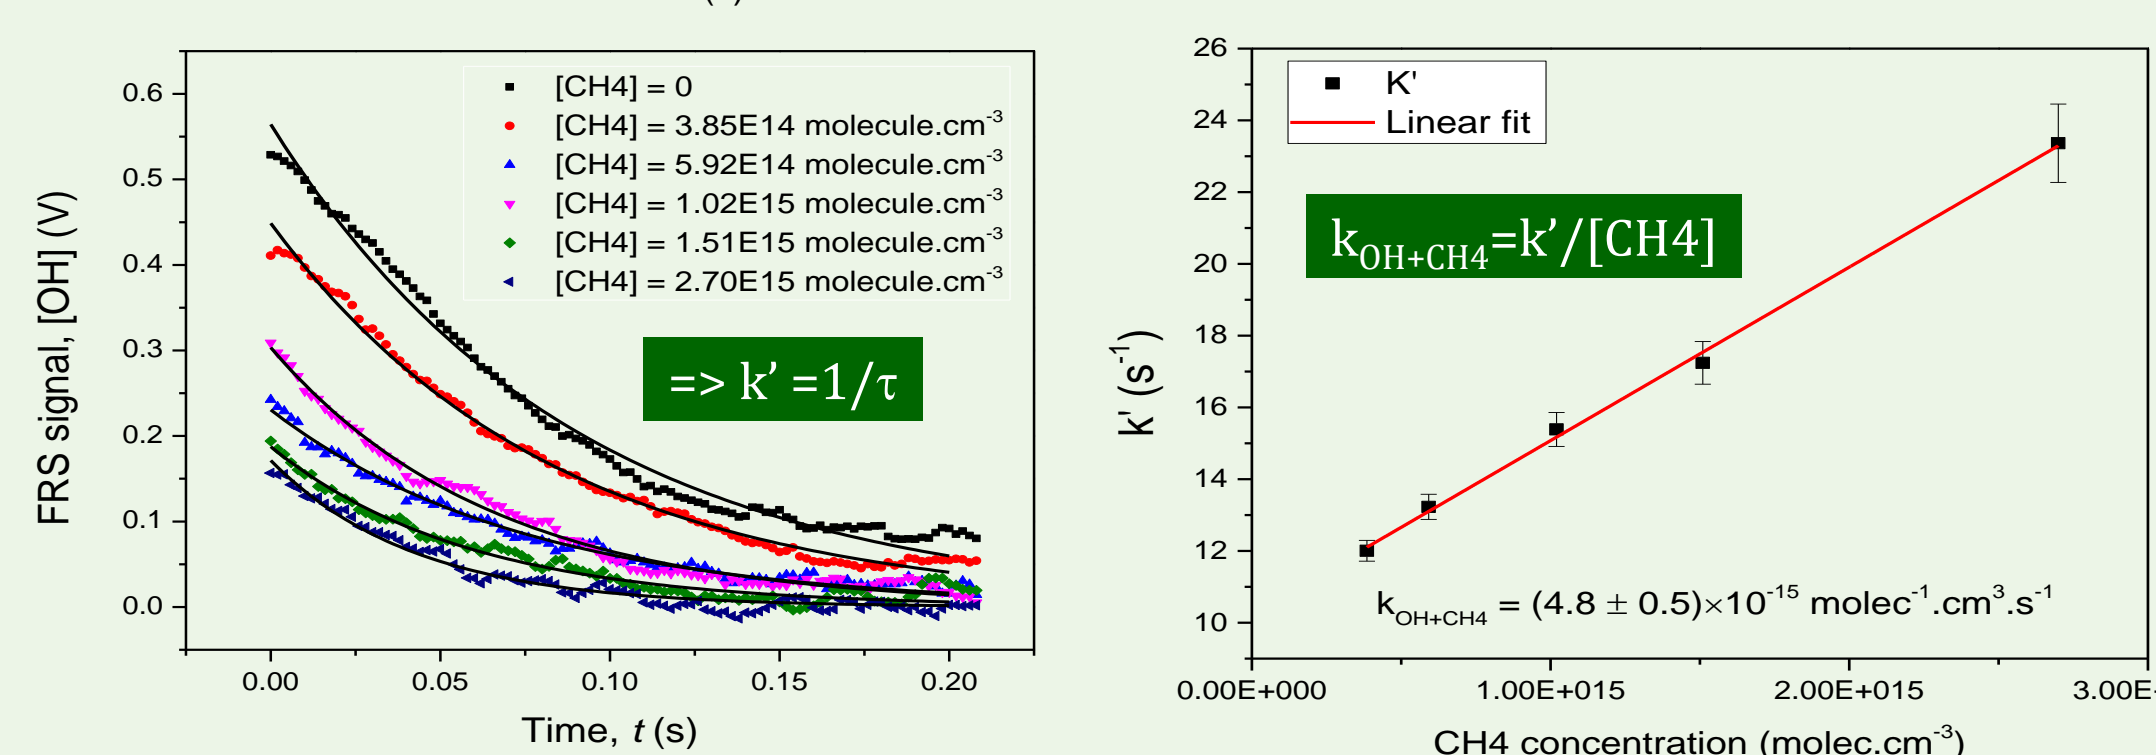 0.6
0.5
0.4
0.3
0.2
0.1
0.0
FRS signal, [OH] (V)
[CH4] = 0
[CH4] = 3.85E14 molecule.cm⁻³
[CH4] = 5.92E14 molecule.cm⁻³
[CH4] = 1.02E15 molecule.cm⁻³
[CH4] = 1.51E15 molecule.cm⁻³
[CH4] = 2.70E15 molecule.cm⁻³
=> k’ =1/τ
0.00 0.05 0.10 0.15 0.20
Time, t (s)
26
24
22
20
18
16
14
12
10
k' (s⁻¹)
K'
Linear fit
k_OH+CH4=k’/[CH4]
k_OH+CH4 = (4.8 ± 0.5)×10⁻¹⁵ molec⁻¹.cm³.s⁻¹
0.00E+000 1.00E+015 2.00E+015 3.00E
CH4 concentration (molec.cm⁻³)